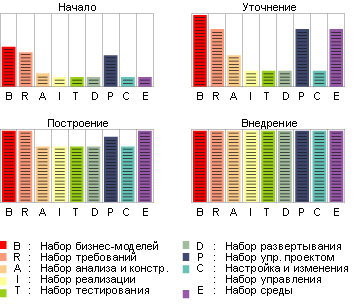 Начало Уточнение
B R A I T D P C E B R A I T D P C E
Построение Внедрение
B R A I T D P C E B R A I T D P C E
B : Набор бизнес-моделей
R : Набор требований
A : Набор анализа и констр.
I : Набор реализации
T : Набор тестирования
D : Набор развертывания
P : Набор упр. проектом
C : Настройка и изменения
: Набор управления
E : Набор среды